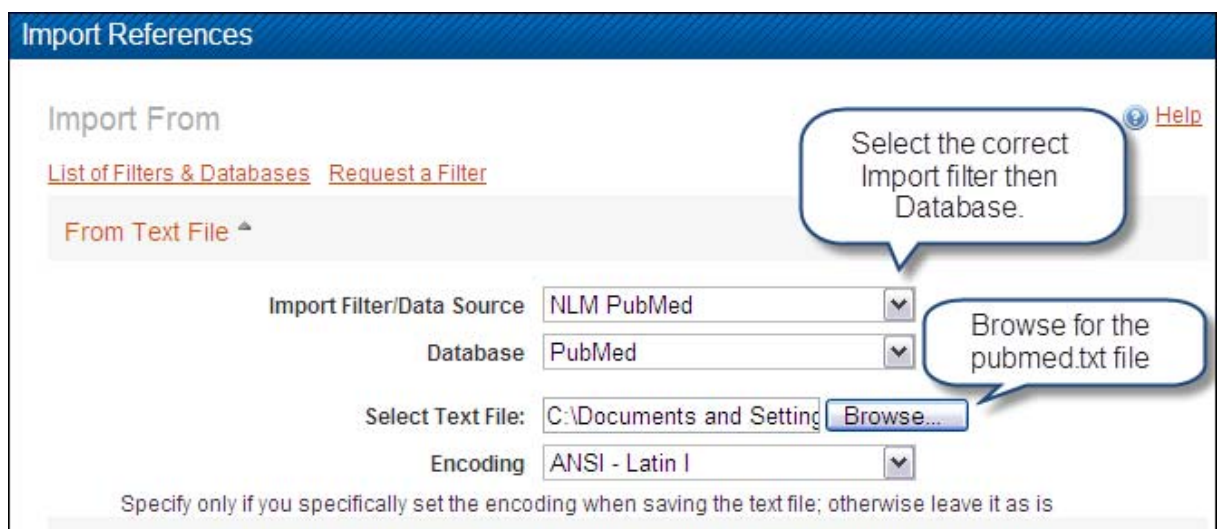 Import References
Import From
Help
Select the correct
Import filter then
Database.
List of Filters & Databases Request a Filter
From Text File
Import Filter/Data Source NLM PubMed
Database PubMed
Browse for the
pubmed.txt file
Select Text File: C:\Documents and Setting Browse...
Encoding ANSI - Latin I
Specify only if you specifically set the encoding when saving the text file; otherwise leave it as is